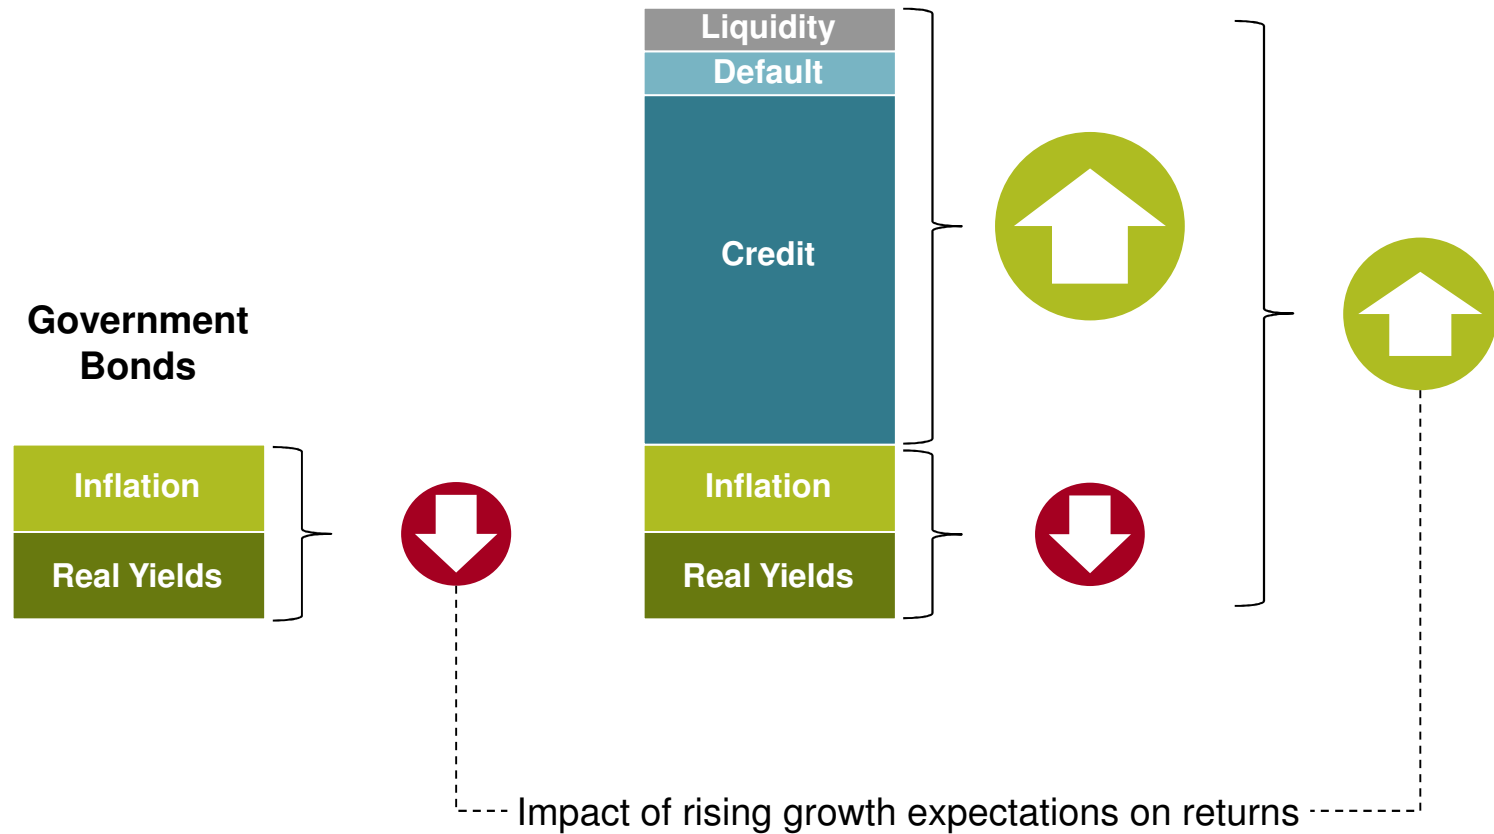 Government
Bonds
Inflation
Real Yields
Liquidity
Default
Credit
Inflation
Real Yields
Impact of rising growth expectations on returns